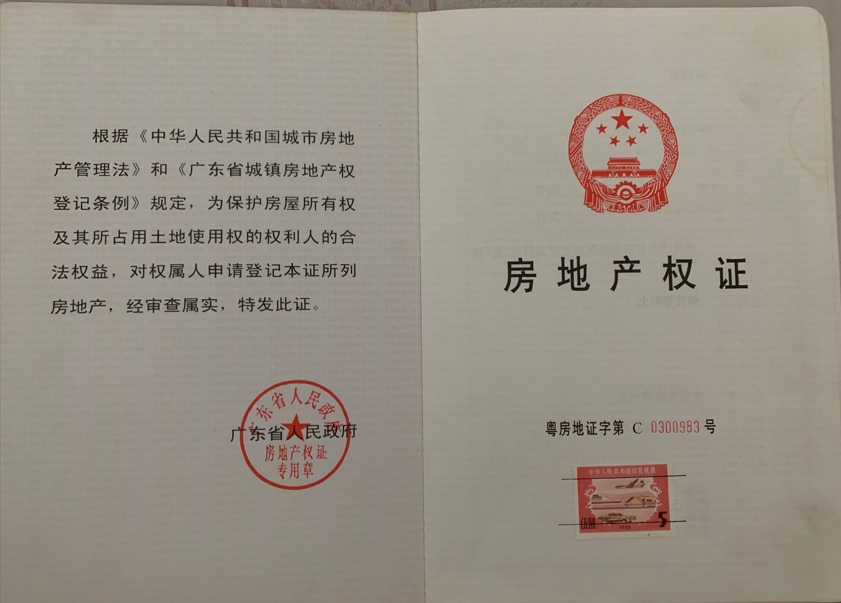 根据《中华人民共和国城市房地
产管理法》和《广东省城镇房地产权
登记条例》规定，为保护房屋所有权
及其所占用土地使用权的权利人的合
法权益，对权属人申请登记本证所列
房地产，经审查属实，特发此证。
广东省人民政府
广东省人民政府
房地产权证
专用章
房地产权证
粤房地证字第 C 0300983 号
中华人民共和国印花税票
伍圆
1988
5